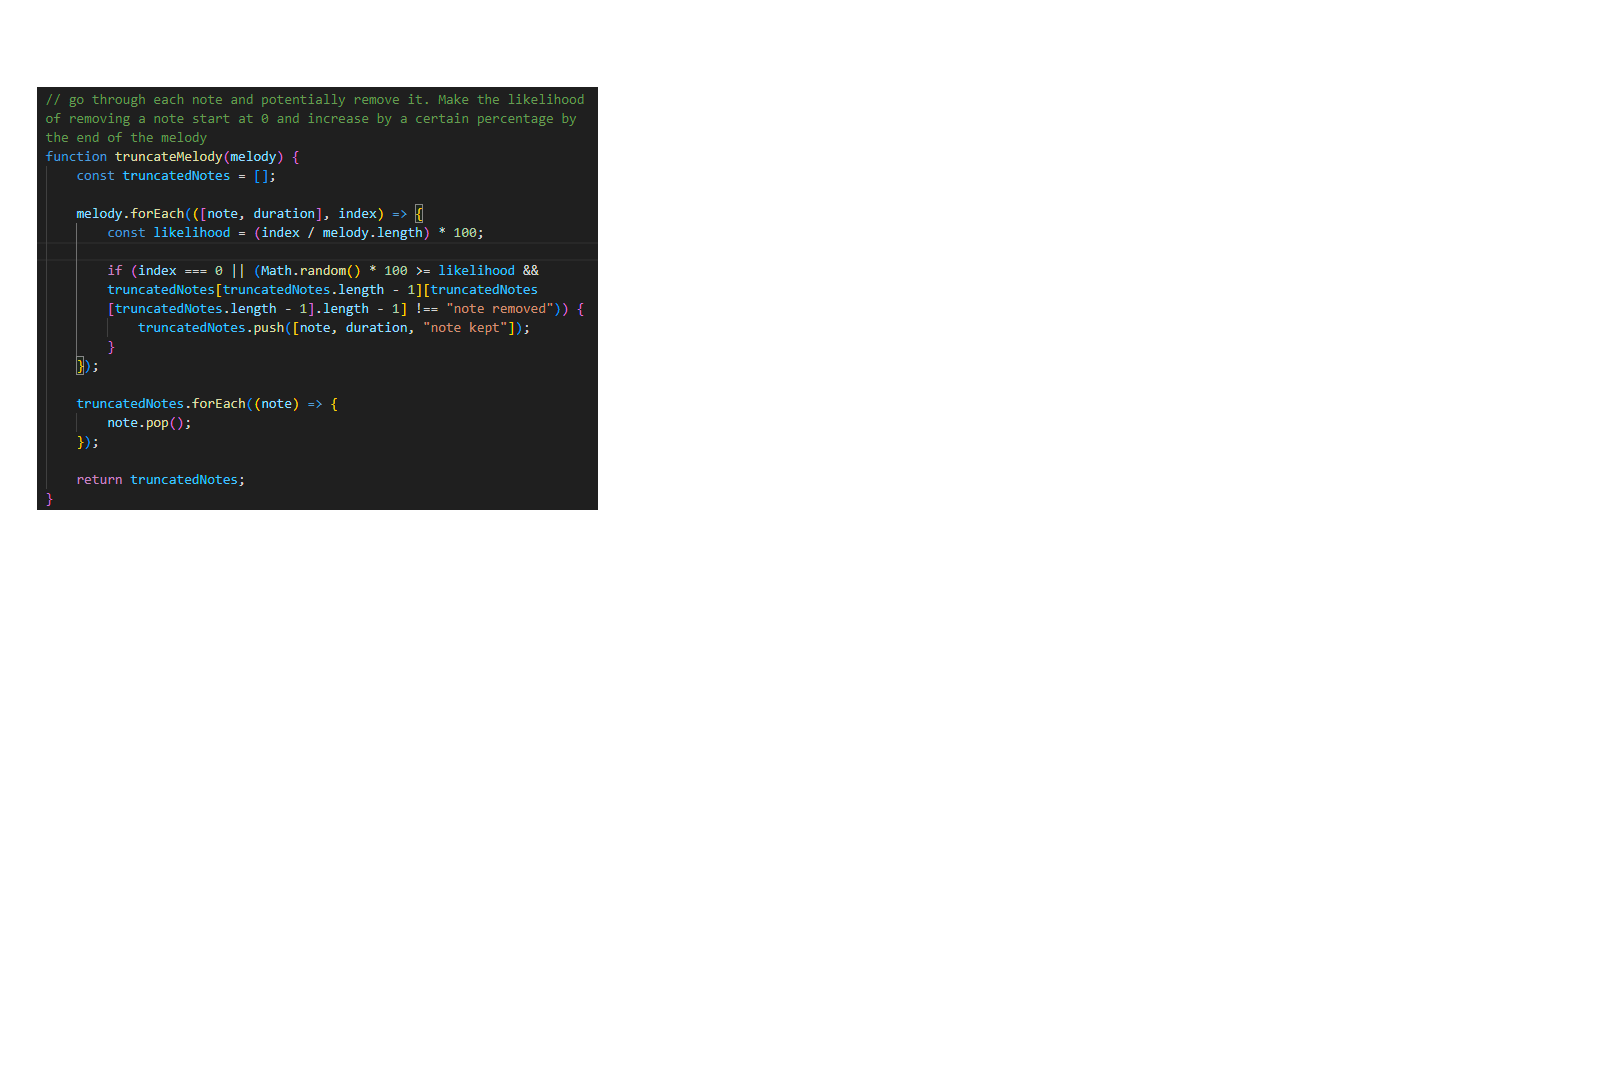 // go through each note and potentially remove it. Make the likelihood
of removing a note start at 0 and increase by a certain percentage by
the end of the melody
function truncateMelody(melody) {
const truncatedNotes = [];
melody.forEach(([note, duration], index) => {
const likelihood = (index / melody.length) * 100;
if (index === 0 || (Math.random() * 100 >= likelihood &&
truncatedNotes[truncatedNotes.length - 1][truncatedNotes
[truncatedNotes.length - 1].length - 1] !== "note removed")) {
truncatedNotes.push([note, duration, "note kept"]);
}
});
truncatedNotes.forEach((note) => {
note.pop();
});
return truncatedNotes;
}